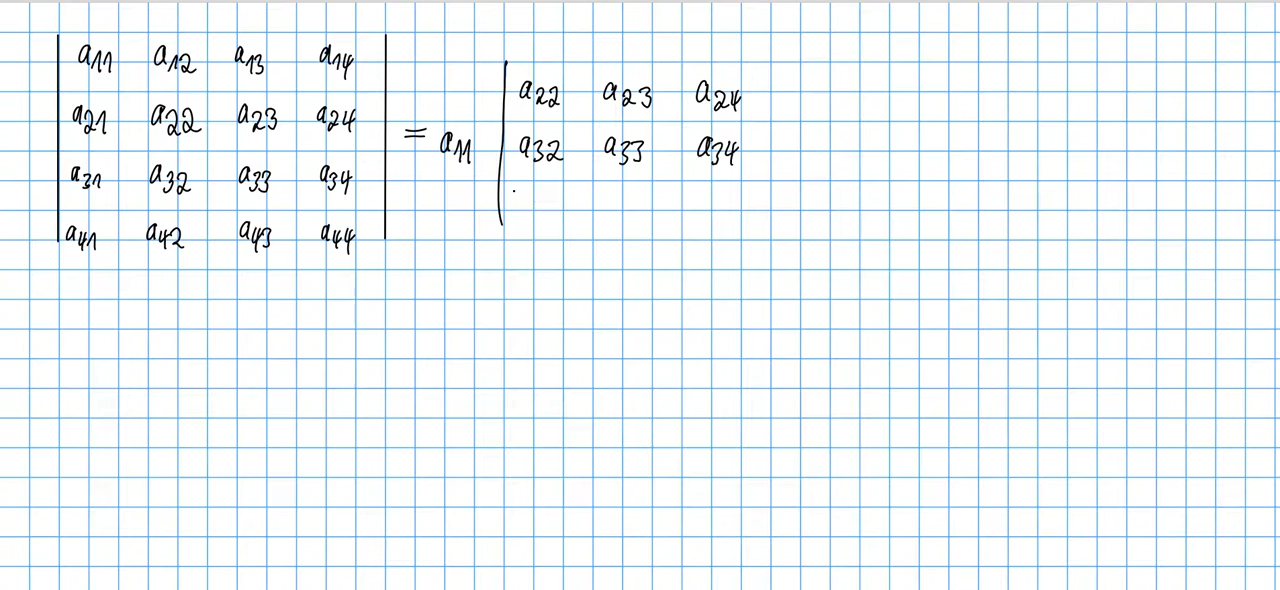 | a11 a12 a13 a14 |
| a21 a22 a23 a24 |
| a31 a32 a33 a34 |
| a41 a42 a43 a44 |
= a11
| a22 a23 a24
| a32 a33 a34